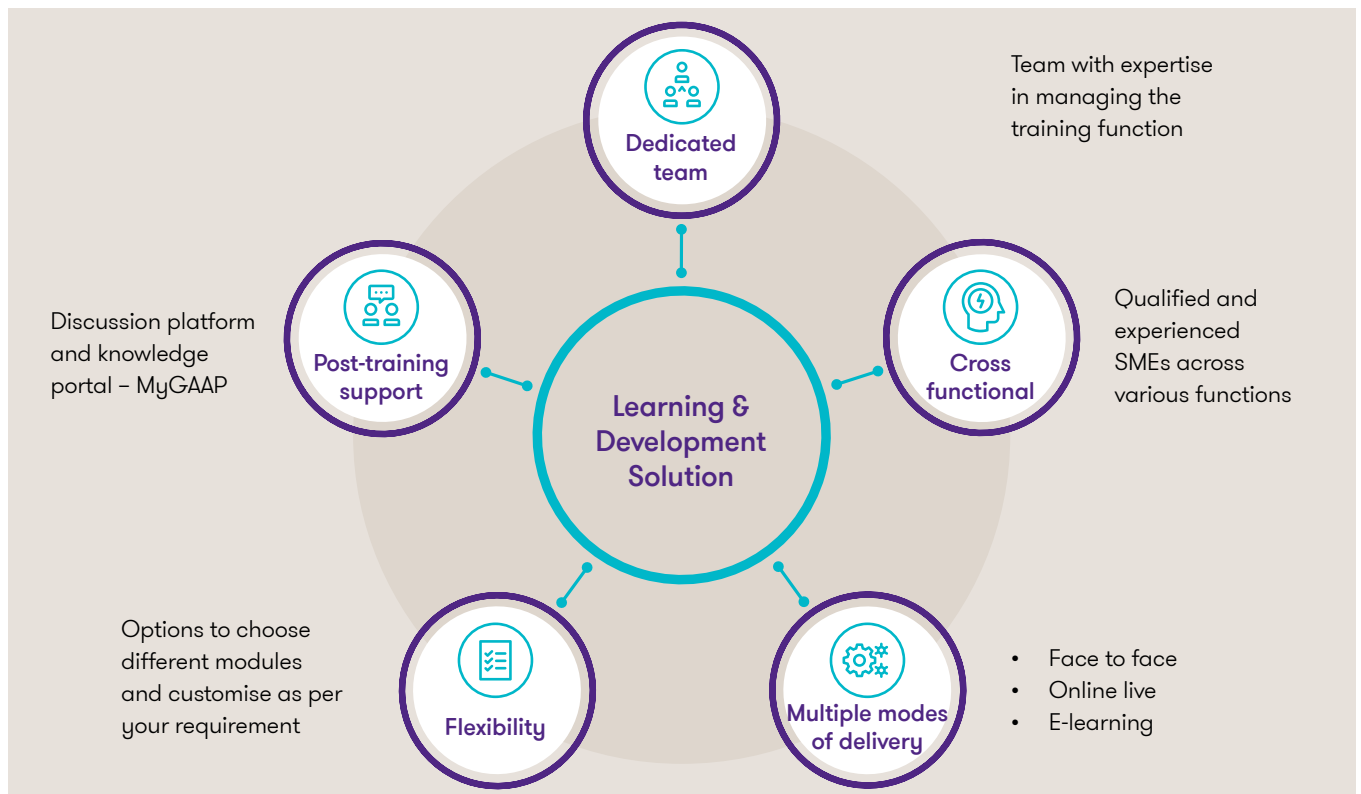 Dedicated
team
Team with expertise
in managing the
training function
Cross
functional
Qualified and
experienced
SMEs across
various functions
Multiple modes
of delivery
• Face to face
• Online live
• E-learning
Flexibility
Options to choose
different modules
and customise as per
your requirement
Post-training
support
Discussion platform
and knowledge
portal – MyGAAP
Learning &
Development
Solution